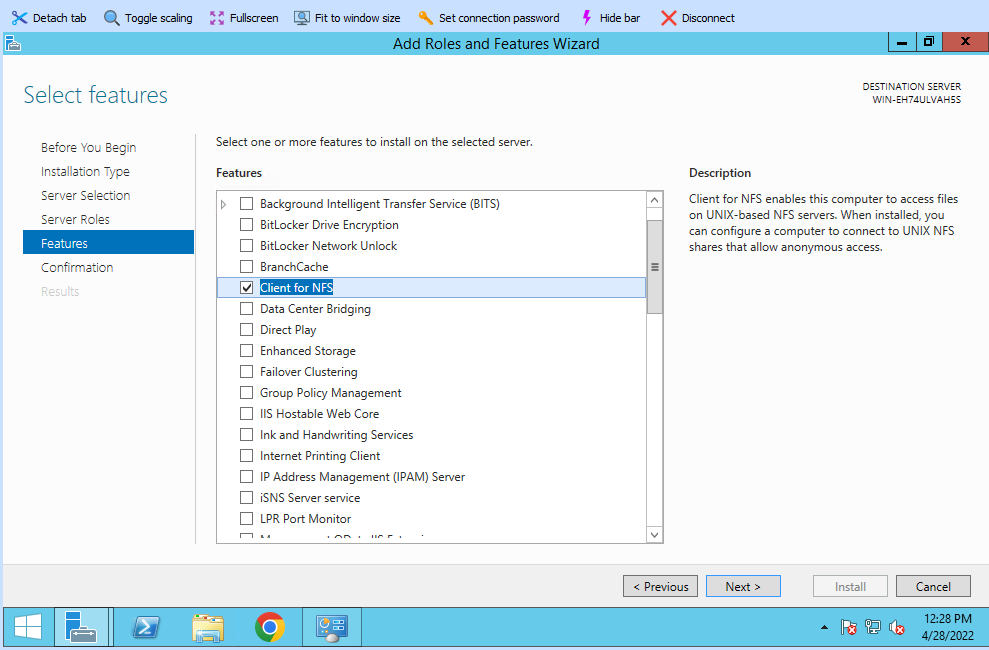 Detach tab Toggle scaling Fullscreen Fit to window size Set connection password Hide bar Disconnect
Add Roles and Features Wizard
Select features
DESTINATION SERVER
WIN-EH74ULVAH5S
Before You Begin
Installation Type
Server Selection
Server Roles
Features
Confirmation
Results
Select one or more features to install on the selected server.
Features
Background Intelligent Transfer Service (BITS)
BitLocker Drive Encryption
BitLocker Network Unlock
BranchCache
Client for NFS
Data Center Bridging
Direct Play
Enhanced Storage
Failover Clustering
Group Policy Management
IIS Hostable Web Core
Ink and Handwriting Services
Internet Printing Client
IP Address Management (IPAM) Server
iSNS Server service
LPR Port Monitor
Description
Client for NFS enables this computer to access files
on UNIX-based NFS servers. When installed, you
can configure a computer to connect to UNIX NFS
shares that allow anonymous access.
< Previous Next > Install Cancel
12:28 PM
4/28/2022